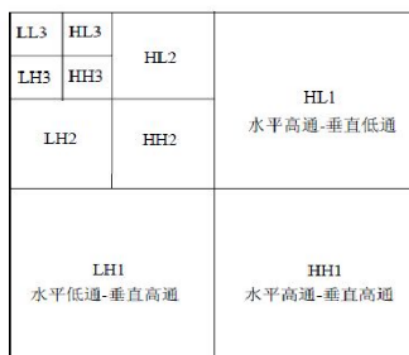 LL3
HL3
HL2
LH3
HH3
HL1
水平高通-垂直低通
LH2
HH2
LH1
水平低通-垂直高通
HH1
水平高通-垂直高通